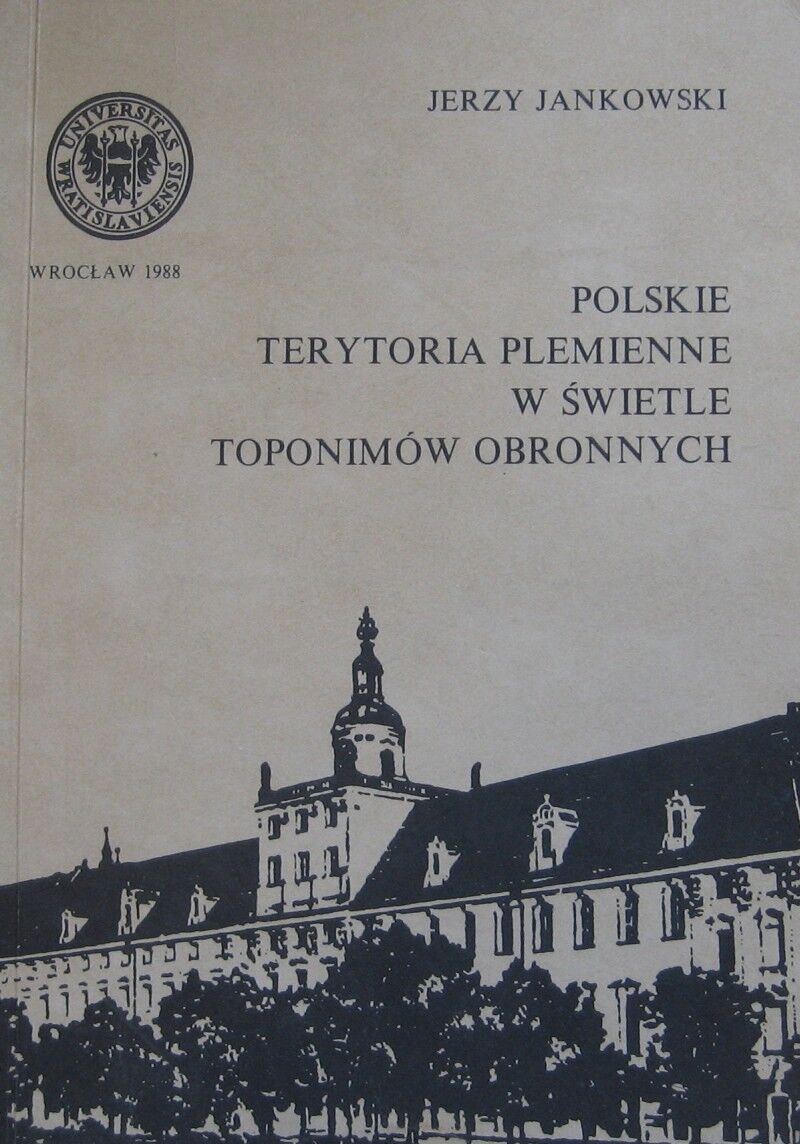 JERZY JANKOWSKI
UNIVERSITAS
WRATISLAVIENSIS
WROCŁAW 1988
POLSKIE
TERYTORIA PLEMIENNE
W ŚWIETLE
TOPONIMÓW OBRONNYCH